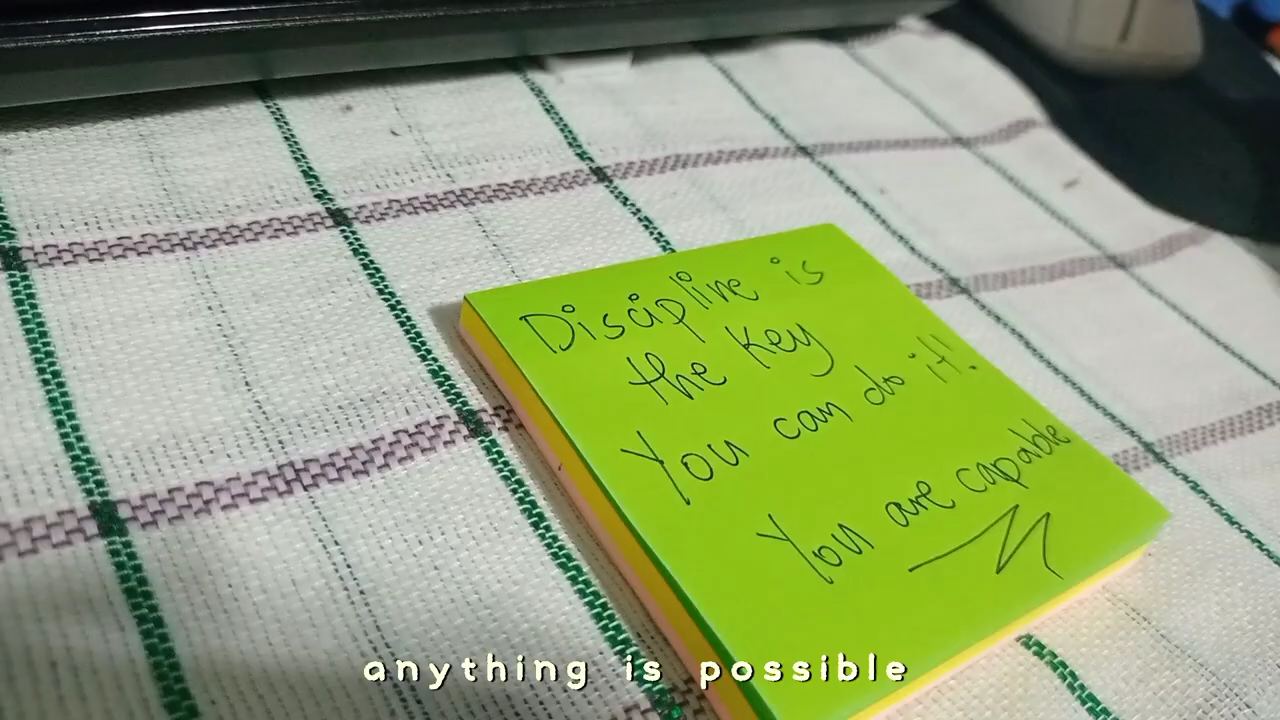 Discipline is
the key
You can do it!
You are capable
anything is possible